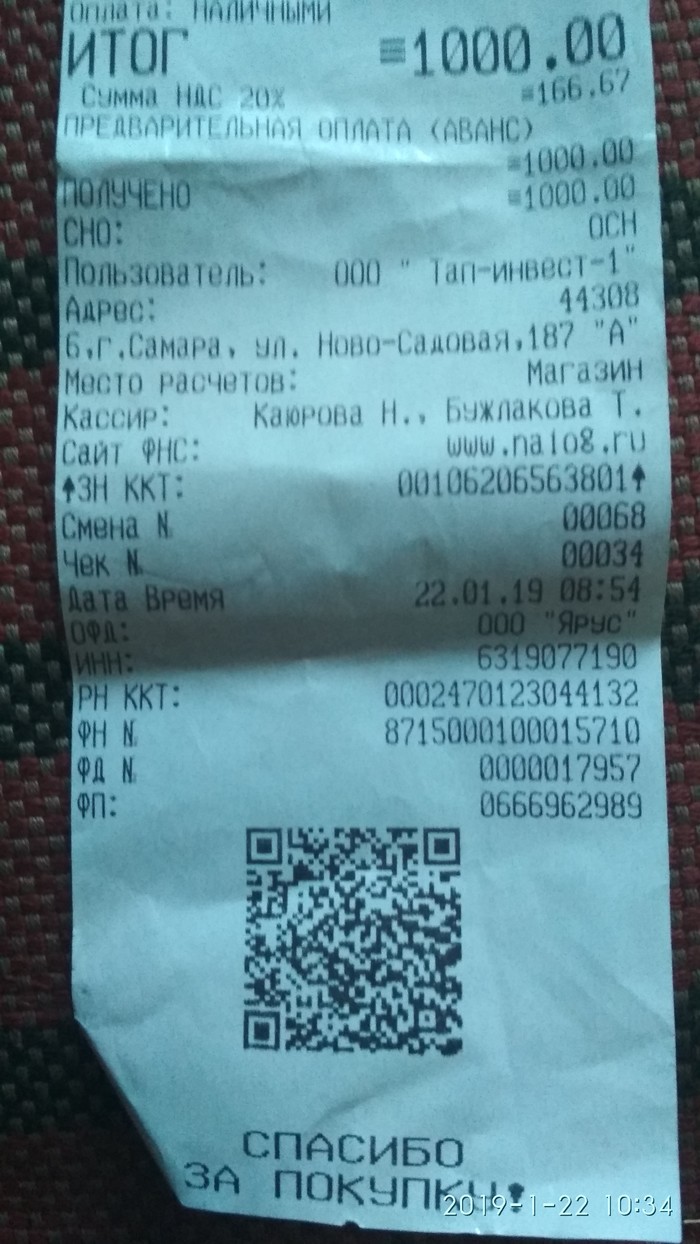 Оплата: НАЛИЧНЫМИ
ИТОГ ≡1000.00
Сумма НДС 20% ≡166.67
ПРЕДВАРИТЕЛЬНАЯ ОПЛАТА (АВАНС)
≡1000.00
ПОЛУЧЕНО ≡1000.00
СНО: ОСН
Пользователь: ООО " Тап-инвест-1"
Адрес: 44308
6,г.Самара, ул. Ново-Садовая,187 "А"
Место расчетов: Магазин
Кассир: Каюрова Н., Бужлакова Т.
Сайт ФНС: www.nalog.ru
↑ЗН ККТ: 00106206563801↑
Смена № 00068
Чек № 00034
Дата Время 22.01.19 08:54
ОФД: ООО "Ярус"
ИНН: 6319077190
РН ККТ: 0002470123044132
ФН № 8715000100015710
ФД № 0000017957
ФП: 0666962989
СПАСИБО
ЗА ПОКУПКУ!
2019-1-22 10:34